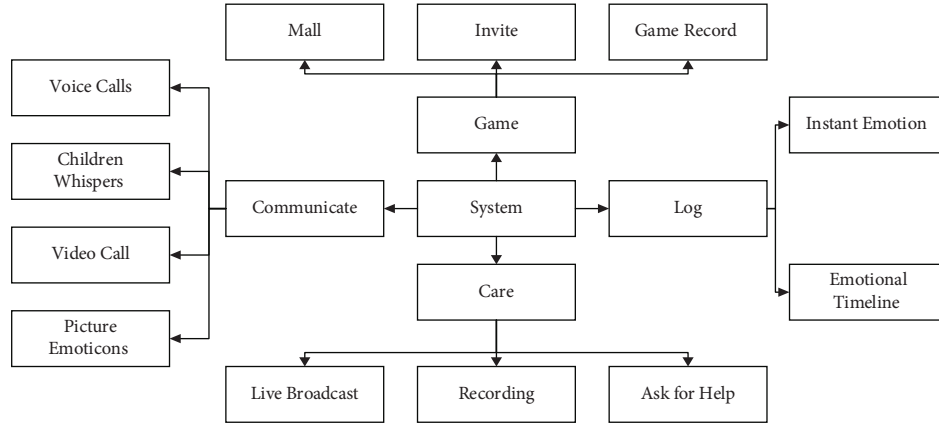 Mall
Invite
Game Record
Voice Calls
Game
Instant Emotion
Children
Whispers
Communicate
System
Log
Video Call
Care
Emotional
Timeline
Picture
Emoticons
Live Broadcast
Recording
Ask for Help